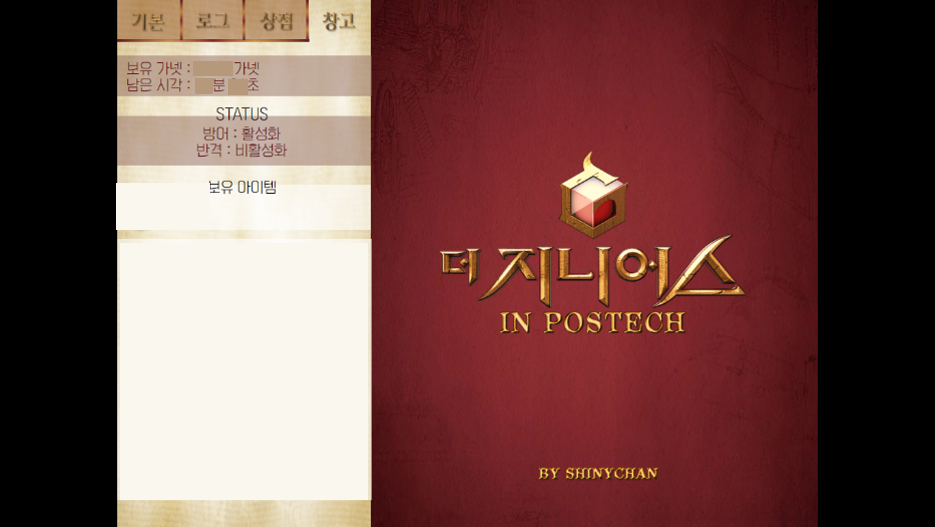 기본 로그 상점 창고
보유 가넷 : 가넷
남은 시각 : 분 초
STATUS
방어 : 활성화
반격 : 비활성화
보유 아이템
더 지니어스
IN POSTECH
BY SHINYCHAN